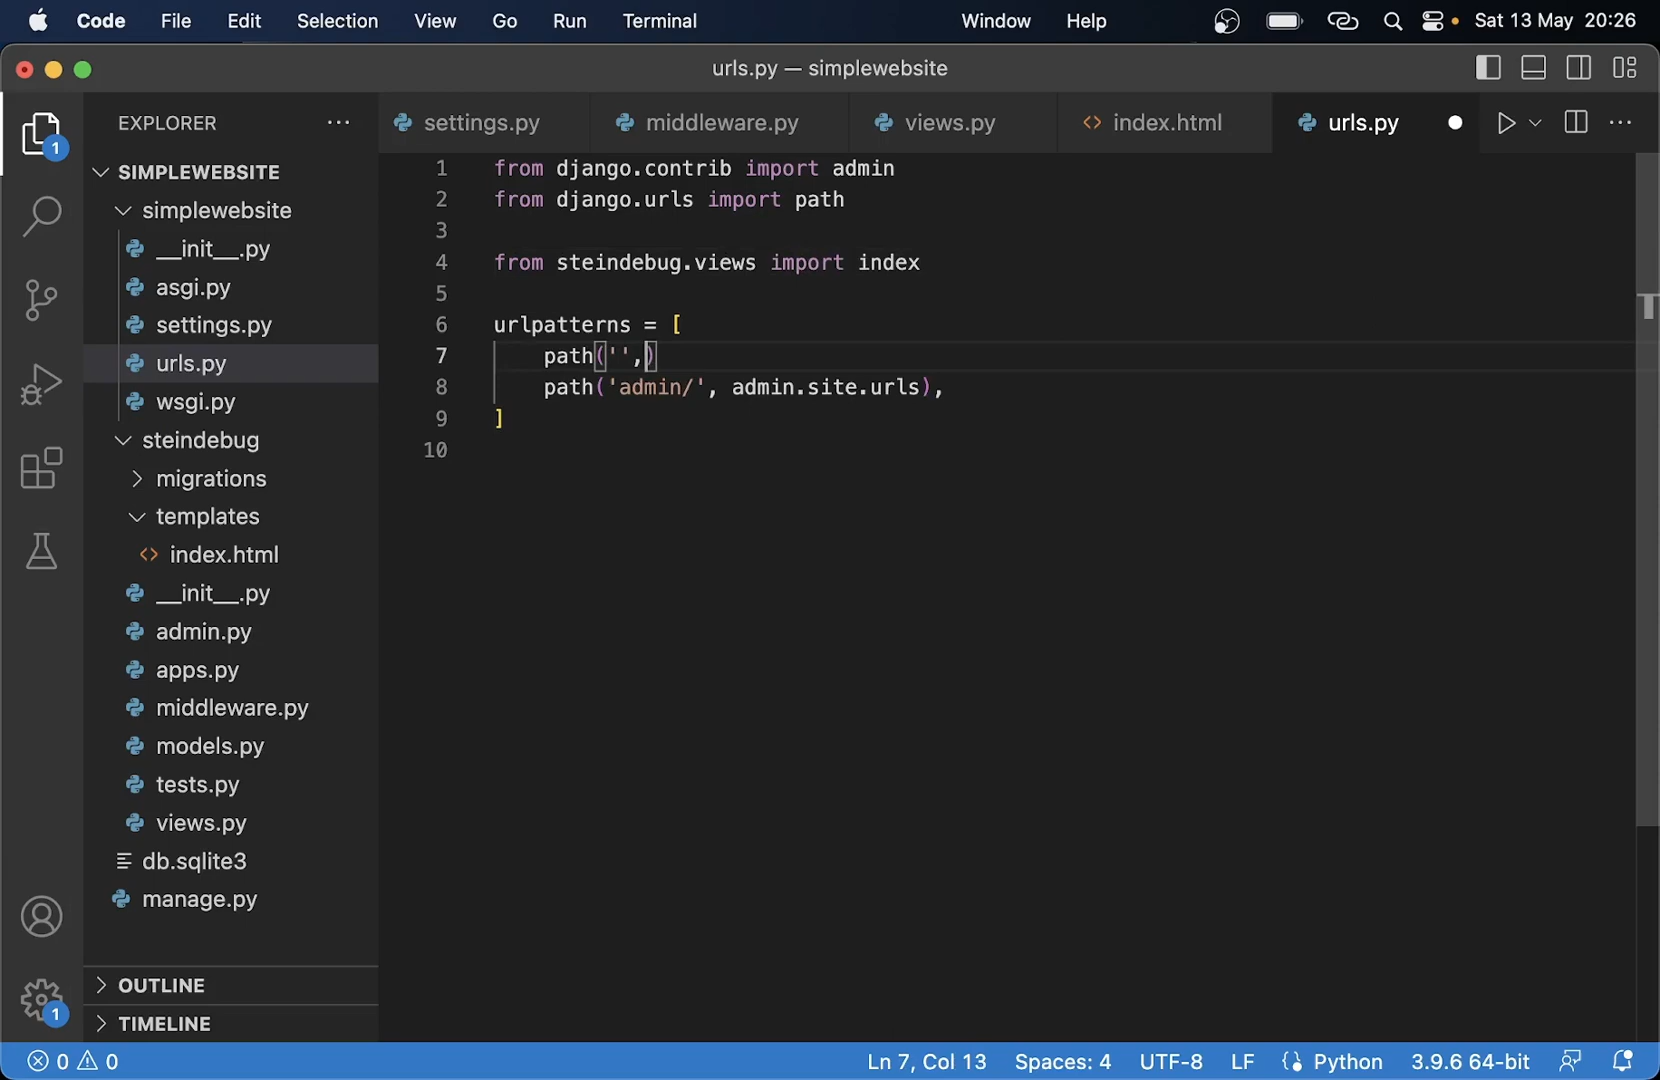 Code File Edit Selection View Go Run Terminal Window Help Sat 13 May 20:26
urls.py — simplewebsite
EXPLORER
settings.py middleware.py views.py index.html urls.py
1
SIMPLEWEBSITE
simplewebsite
__init__.py
asgi.py
settings.py
urls.py
wsgi.py
steindebug
migrations
templates
index.html
__init__.py
admin.py
apps.py
middleware.py
models.py
tests.py
views.py
db.sqlite3
manage.py
OUTLINE
TIMELINE
1
1 from django.contrib import admin
2 from django.urls import path
3
4 from steindebug.views import index
5
6 urlpatterns = [
7 path('',)
8 path('admin/', admin.site.urls),
9 ]
10
0 0 Ln 7, Col 13 Spaces: 4 UTF-8 LF Python 3.9.6 64-bit